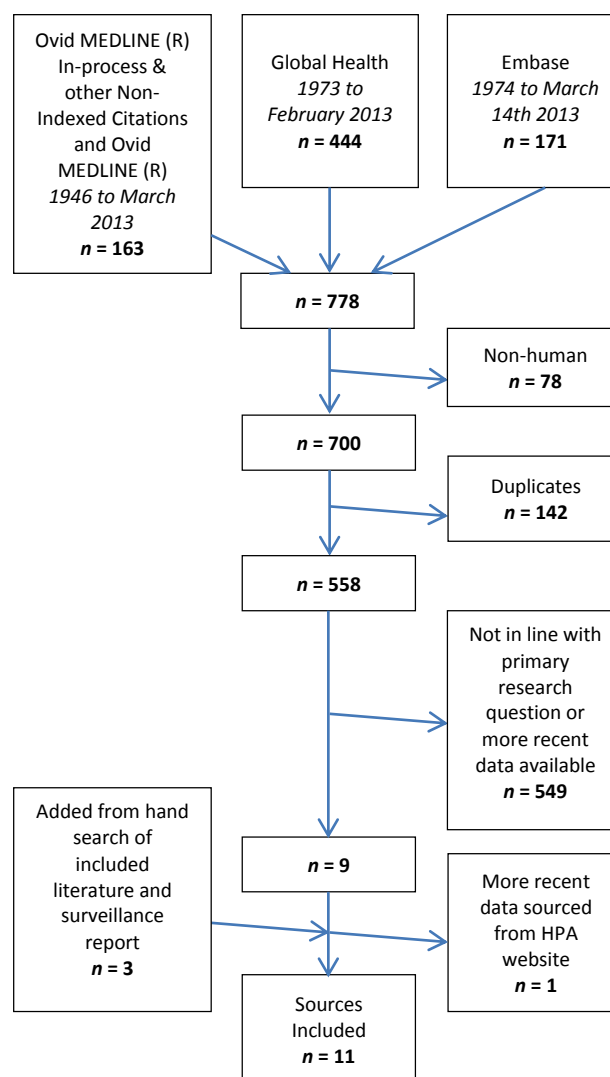 Ovid MEDLINE (R)
In-process &
other Non-
Indexed Citations
and Ovid
MEDLINE (R)
1946 to March
2013
n = 163
Global Health
1973 to
February 2013
n = 444
Embase
1974 to March
14th 2013
n = 171
n = 778
Non-human
n = 78
n = 700
Duplicates
n = 142
n = 558
Not in line with
primary
research
question or
more recent
data available
n = 549
n = 9
Added from hand
search of
included
literature and
surveillance
report
n = 3
More recent
data sourced
from HPA
website
n = 1
Sources
Included
n = 11